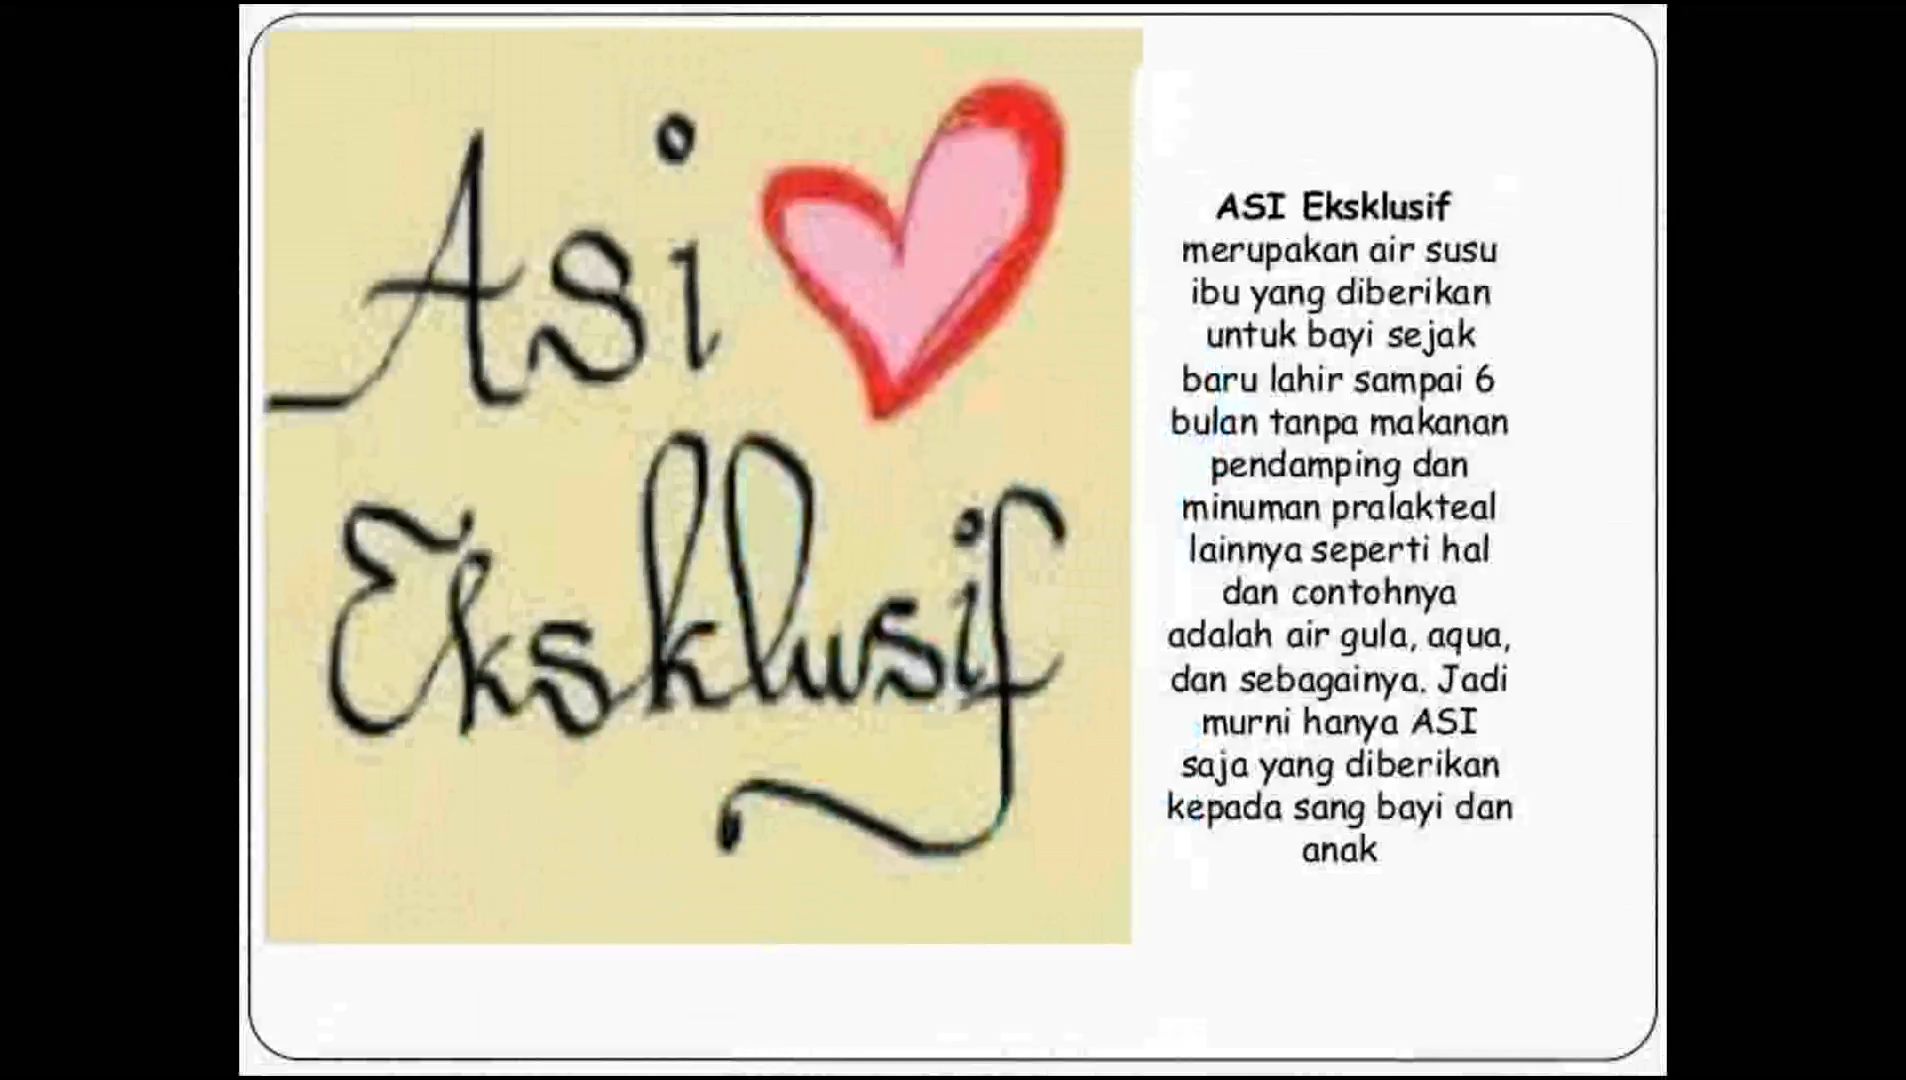 Asi
Eksklusif
ASI Eksklusif
merupakan air susu
ibu yang diberikan
untuk bayi sejak
baru lahir sampai 6
bulan tanpa makanan
pendamping dan
minuman pralakteal
lainnya seperti hal
dan contohnya
adalah air gula, aqua,
dan sebagainya. Jadi
murni hanya ASI
saja yang diberikan
kepada sang bayi dan
anak